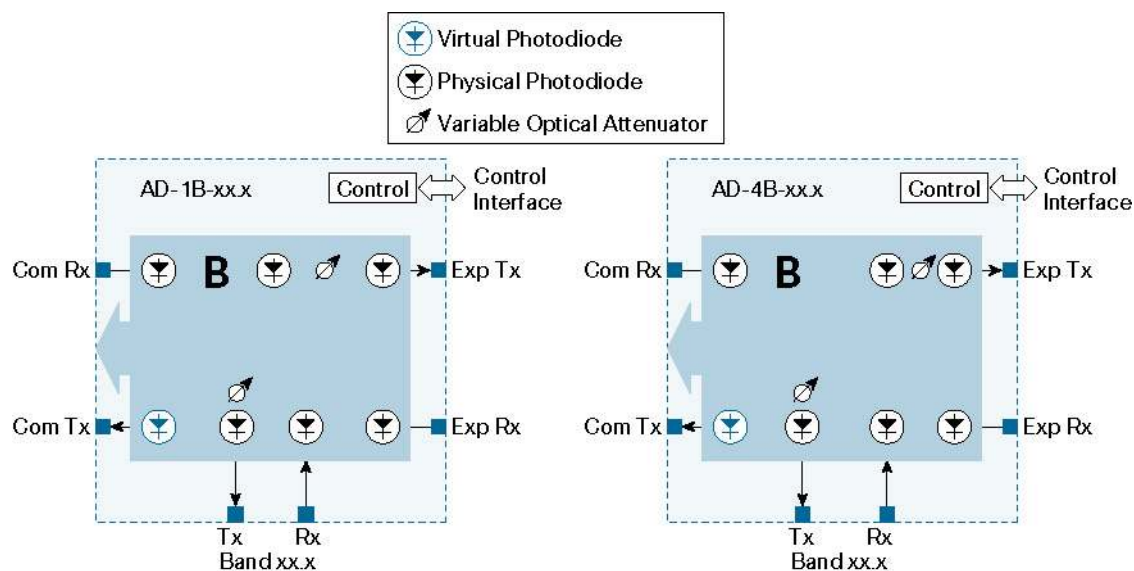 Virtual Photodiode
Physical Photodiode
Variable Optical Attenuator
AD-1B-xx.x
Control
Control
Interface
Com Rx
B
Exp Tx
Com Tx
Exp Rx
Tx
Rx
Band xx.x
AD-4B-xx.x
Control
Control
Interface
Com Rx
B
Exp Tx
Com Tx
Exp Rx
Tx
Rx
Band xx.x